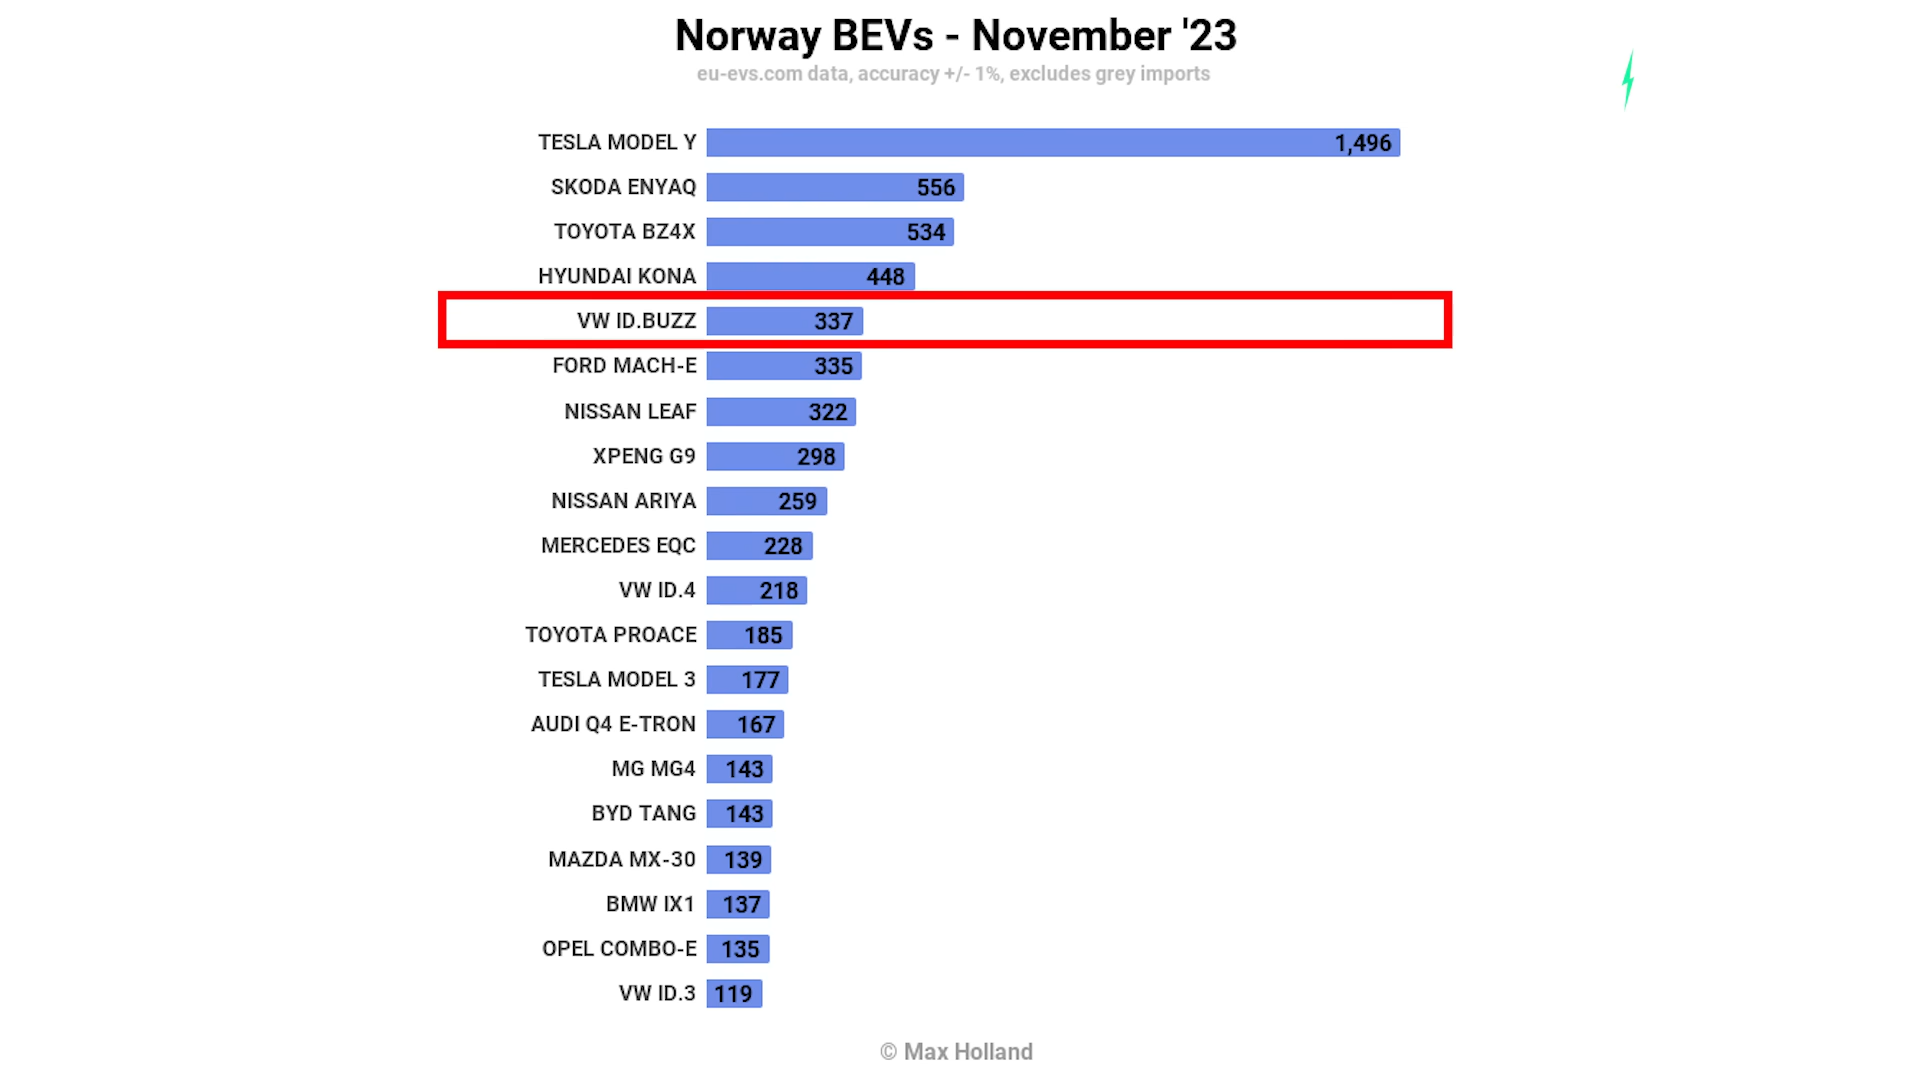 Norway BEVs - November '23
eu-evs.com data, accuracy +/- 1%, excludes grey imports
TESLA MODEL Y 1,496
SKODA ENYAQ 556
TOYOTA BZ4X 534
HYUNDAI KONA 448
VW ID.BUZZ 337
FORD MACH-E 335
NISSAN LEAF 322
XPENG G9 298
NISSAN ARIYA 259
MERCEDES EQC 228
VW ID.4 218
TOYOTA PROACE 185
TESLA MODEL 3 177
AUDI Q4 E-TRON 167
MG MG4 143
BYD TANG 143
MAZDA MX-30 139
BMW IX1 137
OPEL COMBO-E 135
VW ID.3 119
© Max Holland